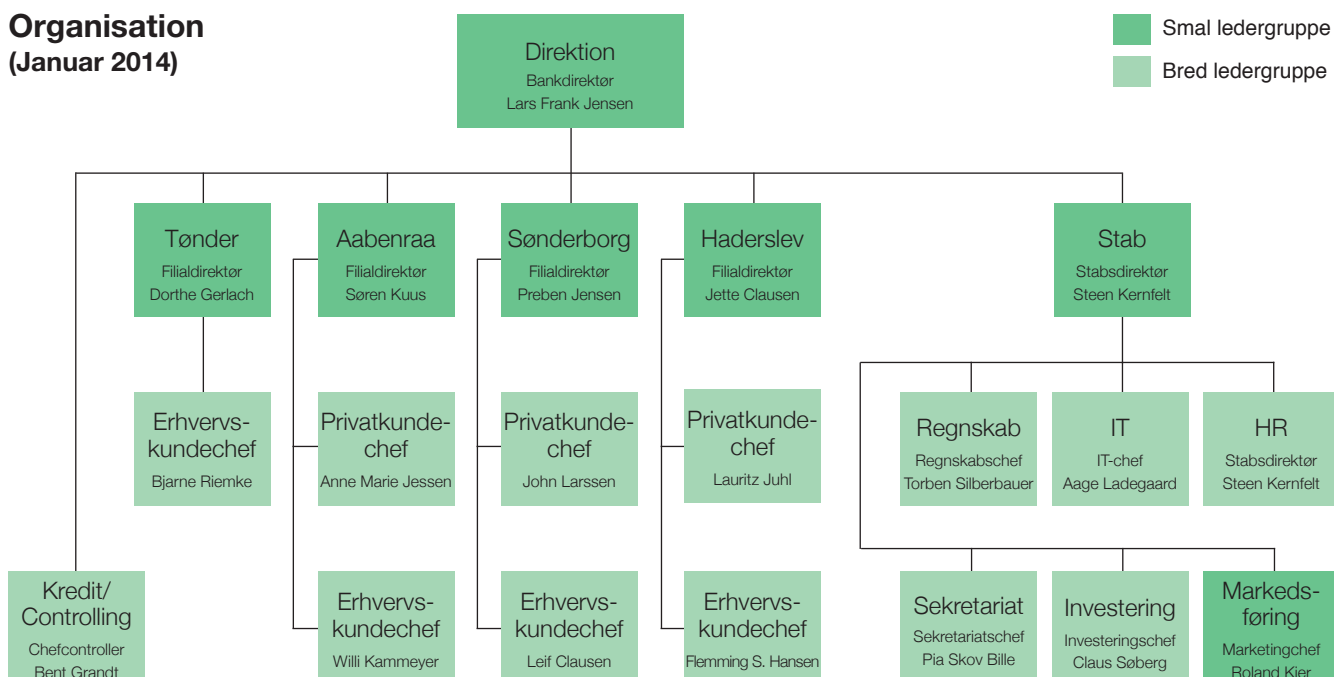 Organisation
(Januar 2014)
Smal ledergruppe
Bred ledergruppe
Direktion
Bankdirektør
Lars Frank Jensen
Tønder
Filialdirektør
Dorthe Gerlach
Aabenraa
Filialdirektør
Søren Kuus
Sønderborg
Filialdirektør
Preben Jensen
Haderslev
Filialdirektør
Jette Clausen
Stab
Stabsdirektør
Steen Kernfelt
Erhvervs-
kundechef
Bjarne Riemke
Privatkunde-
chef
Anne Marie Jessen
Privatkunde-
chef
John Larssen
Privatkunde-
chef
Lauritz Juhl
Regnskab
Regnskabschef
Torben Silberbauer
IT
IT-chef
Aage Ladegaard
HR
Stabsdirektør
Steen Kernfelt
Kredit/
Controlling
Chefcontroller
Bent Grandt
Erhvervs-
kundechef
Willi Kammeyer
Erhvervs-
kundechef
Leif Clausen
Erhvervs-
kundechef
Flemming S. Hansen
Sekretariat
Sekretariatschef
Pia Skov Bille
Investering
Investeringschef
Claus Søberg
Markeds-
føring
Marketingchef
Roland Kier